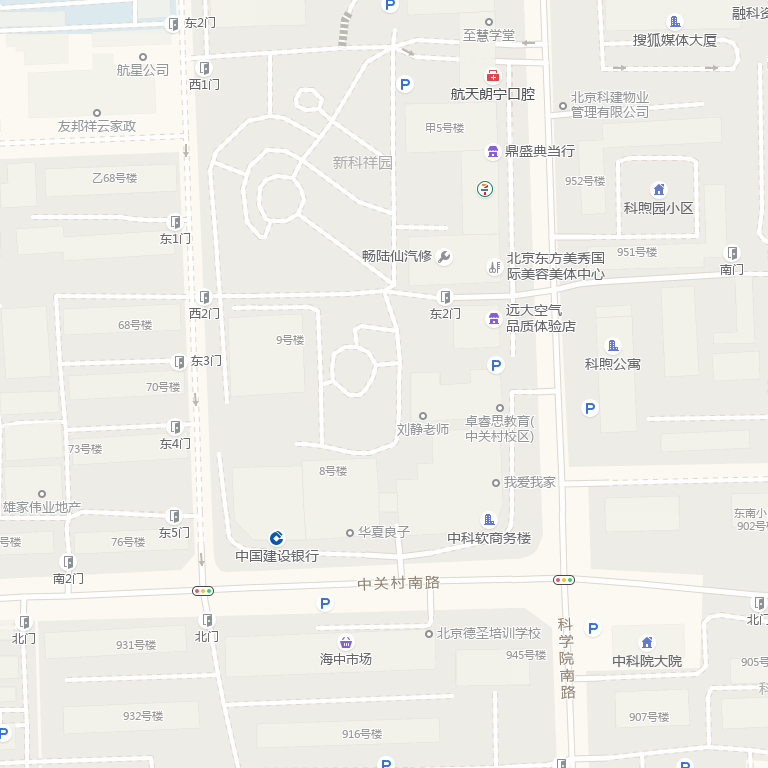 P
东2门
融科资
至慧学堂
搜狐媒体大厦
航星公司
西1门
P
航天朗宁口腔
北京科建物业
管理有限公司
友邦祥云家政
甲5号楼
新科祥园
鼎盛典当行
乙68号楼
952号楼
7
科煦园小区
东1门
951号楼
畅陆仙汽修
北京东方美秀国
际美容美体中心
南门
西2门
东2门
远大空气
品质体验店
68号楼
9号楼
东3门
P
科煦公寓
70号楼
P
刘静老师
卓睿思教育(
中关村校区)
东4门
73号楼
8号楼
我爱我家
雄家伟业地产
东南小
902号
华夏良子
东5门
中科软商务楼
号楼
76号楼
中国建设银行
南2门
中关村南路
P
北门
北门
北门
P
科学院南路
931号楼
北京德圣培训学校
海中市场
945号楼
中科院大院
905号
科
932号楼
907号楼
P
916号楼
P
P